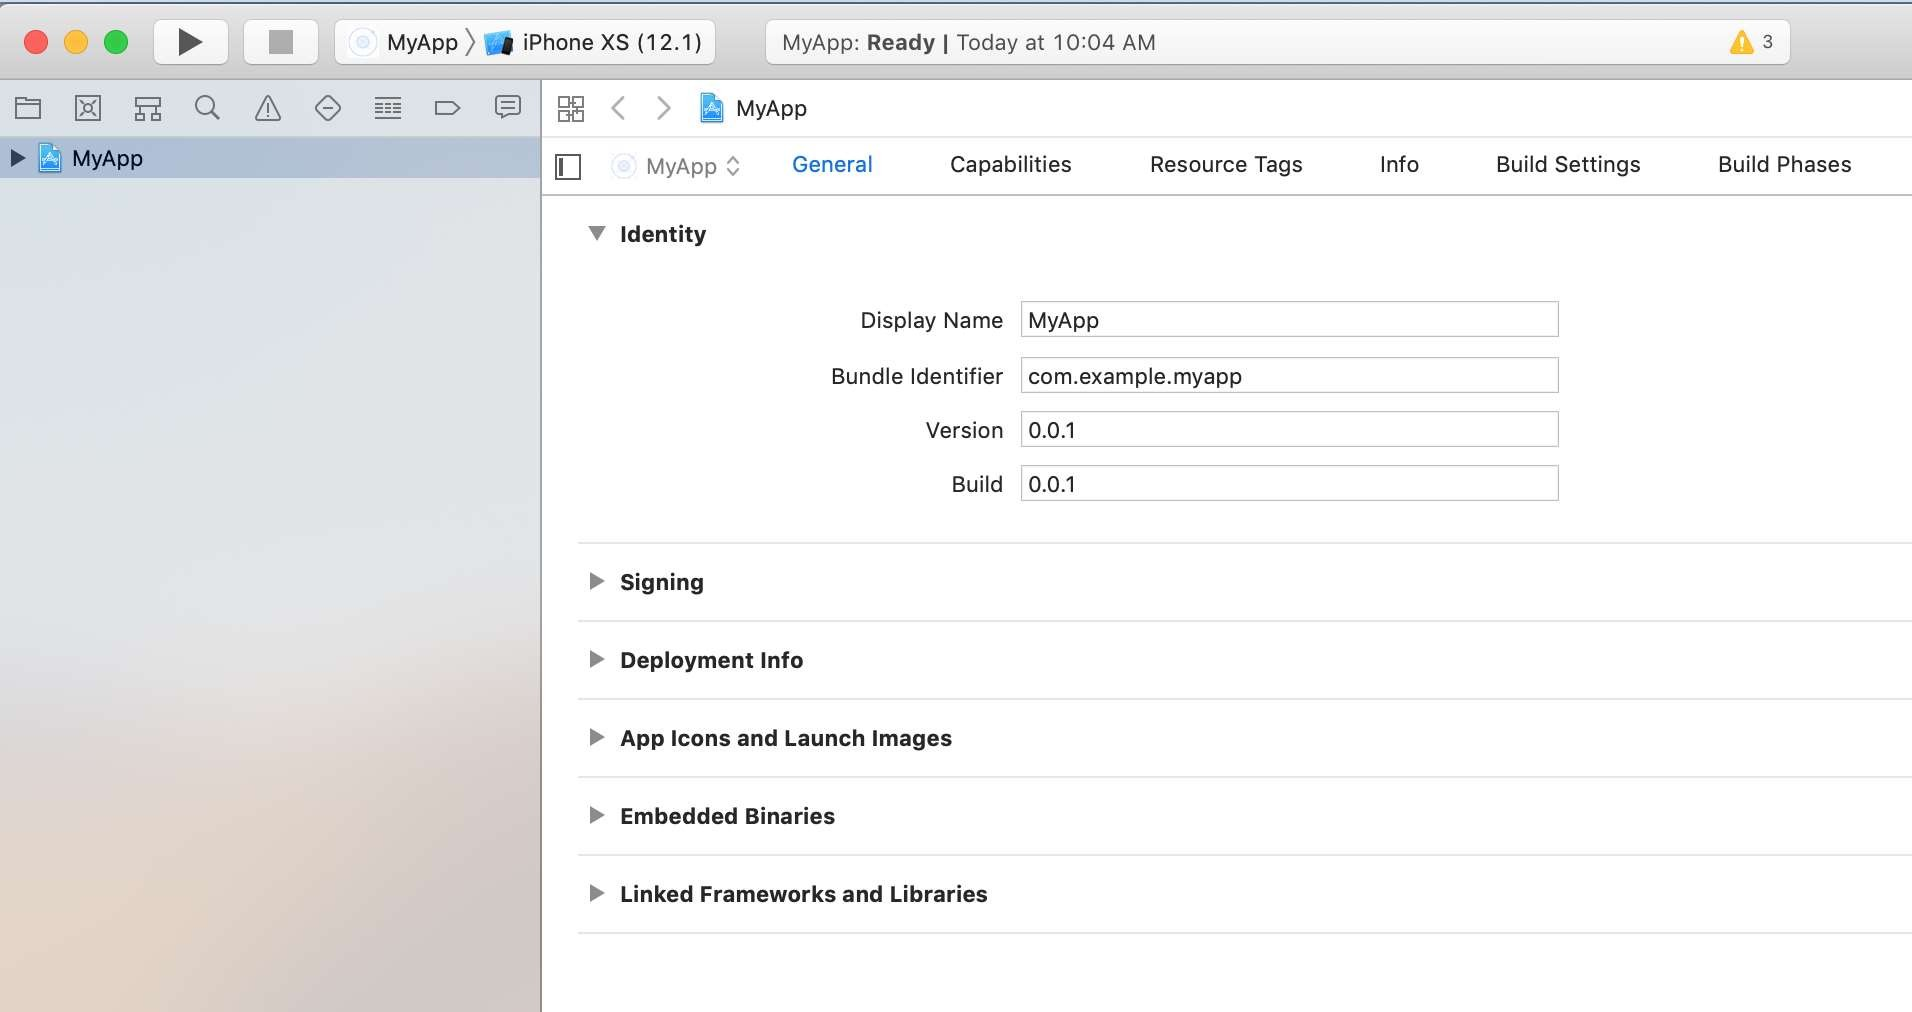 MyApp iPhone XS (12.1)
MyApp: Ready | Today at 10:04 AM
3
MyApp
MyApp
MyApp
General
Capabilities
Resource Tags
Info
Build Settings
Build Phases
Identity
Display Name MyApp
Bundle Identifier com.example.myapp
Version 0.0.1
Build 0.0.1
Signing
Deployment Info
App Icons and Launch Images
Embedded Binaries
Linked Frameworks and Libraries